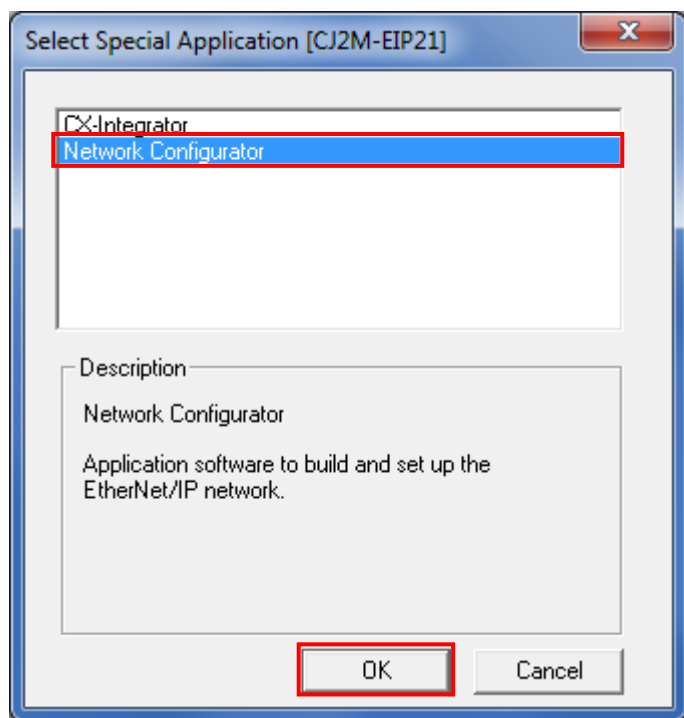 Select Special Application [CJ2M-EIP21]
CX-Integrator
Network Configurator
Description
Network Configurator
Application software to build and set up the
EtherNet/IP network.
OK
Cancel